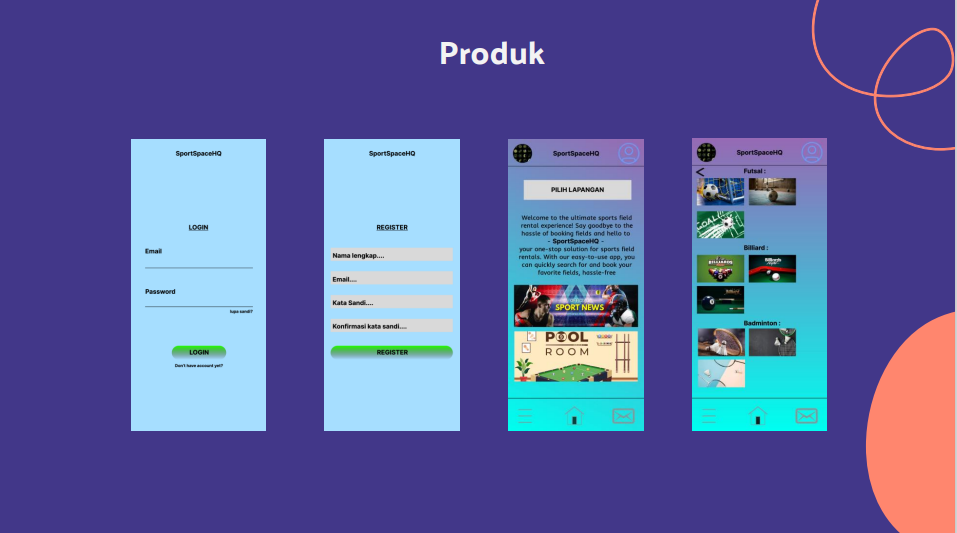 Produk
SportSpaceHQ
LOGIN
Email
Password
lupa sandi?
LOGIN
Don't have account yet?
SportSpaceHQ
REGISTER
Nama lengkap....
Email....
Kata Sandi....
Konfirmasi kata sandi....
REGISTER
SportSpaceHQ
PILIH LAPANGAN
Welcome to the ultimate sports field
rental experience! Say goodbye to the
hassle of booking fields and hello to
- SportSpaceHQ -
your one-stop solution for sports field
rentals. With our easy-to-use app, you
can quickly search for and book your
favorite fields, hessle-free
SPORT NEWS
POOL
ROOM
SportSpaceHQ
Futsal :
GOAL!
Billiard :
BILLIARDS
Billiards
Badminton :